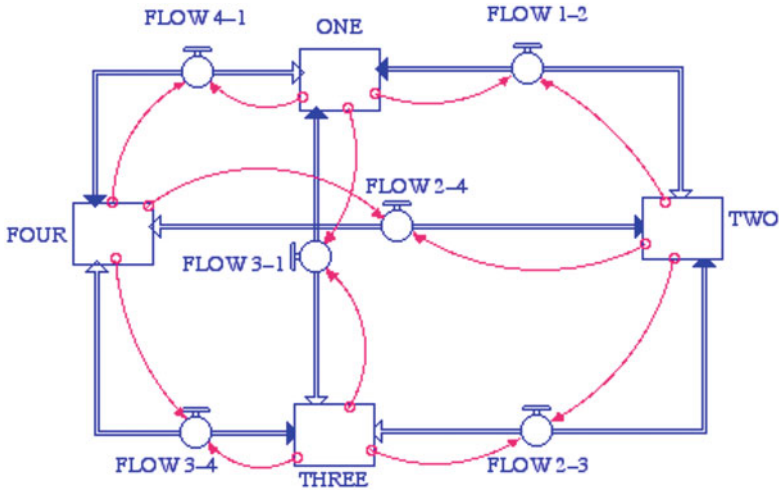 FLOW 4–1
ONE
FLOW 1–2
FLOW 2–4
FOUR
TWO
FLOW 3–1
FLOW 3–4
THREE
FLOW 2–3